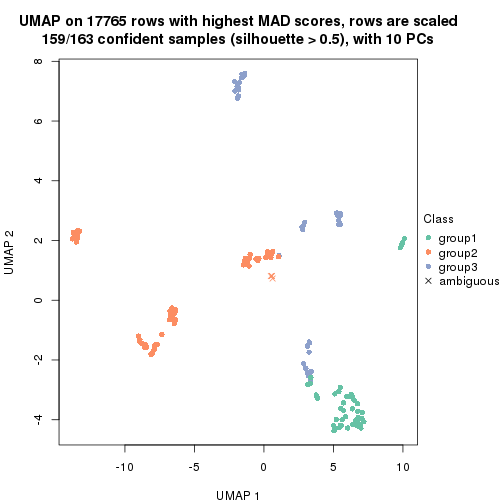 UMAP on 17765 rows with highest MAD scores, rows are scaled
159/163 confident samples (silhouette > 0.5), with 10 PCs
8
6
4
2
0
-2
-4
UMAP 2
-10
-5
0
5
10
UMAP 1
Class
group1
group2
group3
ambiguous